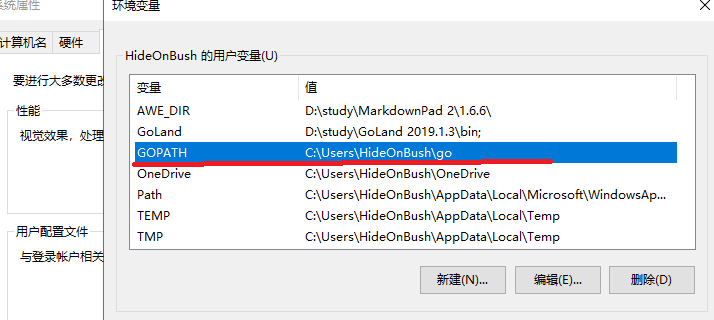 系统属性
环境变量
计算机名
硬件
要进行大多数更改
性能
视觉效果，处理
用户配置文件
与登录帐户相关
HideOnBush 的用户变量(U)
变量 值
AWE_DIR D:\study\MarkdownPad 2\1.6.6\
GoLand D:\study\GoLand 2019.1.3\bin;
GOPATH C:\Users\HideOnBush\go
OneDrive C:\Users\HideOnBush\OneDrive
Path C:\Users\HideOnBush\AppData\Local\Microsoft\WindowsAp...
TEMP C:\Users\HideOnBush\AppData\Local\Temp
TMP C:\Users\HideOnBush\AppData\Local\Temp
新建(N)... 编辑(E)... 删除(D)